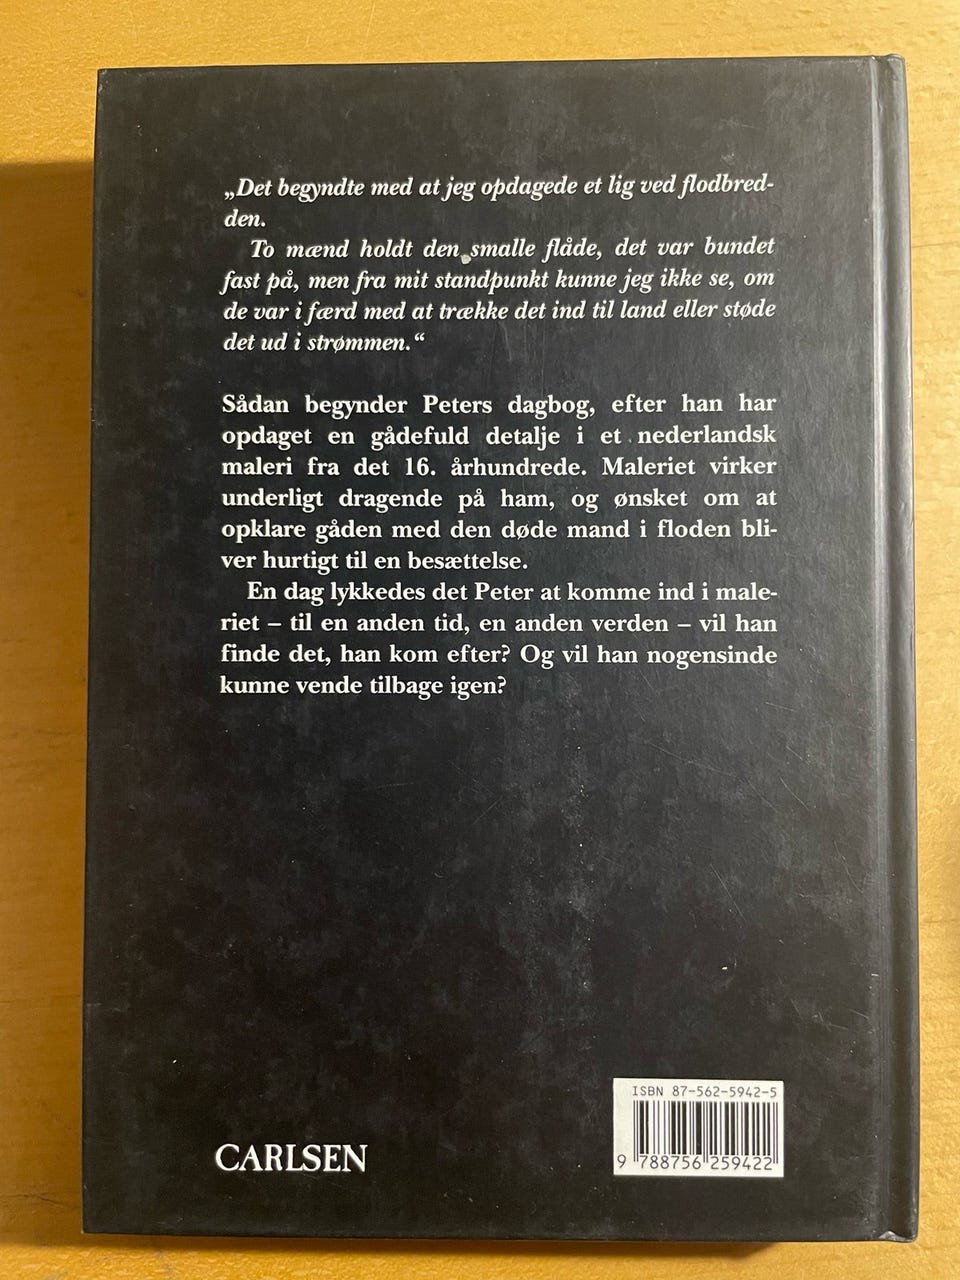 „Det begyndte med at jeg opdagede et lig ved flodbred-
den.
To mænd holdt den smalle flåde, det var bundet
fast på, men fra mit standpunkt kunne jeg ikke se, om
de var i færd med at trække det ind til land eller støde
det ud i strømmen.“
Sådan begynder Peters dagbog, efter han har
opdaget en gådefuld detalje i et nederlandsk
maleri fra det 16. århundrede. Maleriet virker
underligt dragende på ham, og ønsket om at
opklare gåden med den døde mand i floden bli-
ver hurtigt til en besættelse.
En dag lykkedes det Peter at komme ind i male-
riet – til en anden tid, en anden verden – vil han
finde det, han kom efter? Og vil han nogensinde
kunne vende tilbage igen?
ISBN 87-562-5942-5
9 788756 259422
CARLSEN